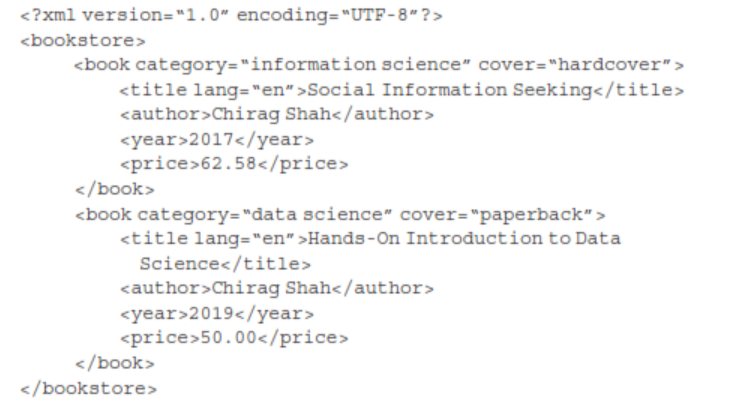 <?xml version="1.0" encoding="UTF-8"?>
<bookstore>
<book category="information science" cover="hardcover">
<title lang="en">Social Information Seeking</title>
<author>Chirag Shah</author>
<year>2017</year>
<price>62.58</price>
</book>
<book category="data science" cover="paperback">
<title lang="en">Hands-On Introduction to Data
Science</title>
<author>Chirag Shah</author>
<year>2019</year>
<price>50.00</price>
</book>
</bookstore>